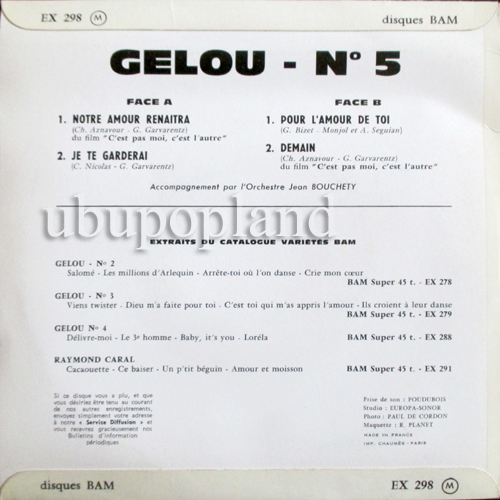 EX 298 M
disques BAM
GELOU - Nº 5
FACE A
1. NOTRE AMOUR RENAITRA
(Ch. Aznavour - G. Garvarentz)
du film "C'est pas moi, c'est l'autre"
2. JE TE GARDERAI
(C. Nicolas - G. Garvarentz)
FACE B
1. POUR L'AMOUR DE TOI
(G. Bizet - Monjol et A. Seguian)
2. DEMAIN
(Ch. Aznavour - G. Garvarentz)
du film "C'est pas moi, c'est l'autre"
Accompagnement par l'Orchestre Jean BOUCHETY
ubupopland
EXTRAITS DU CATALOGUE VARIETES BAM
GELOU - Nº 2
Salomé - Les millions d'Arlequin - Arrête-toi où l'on danse - Crie mon cœur
BAM Super 45 t. - EX 278
GELOU - Nº 3
Viens twister - Dieu m'a faite pour toi - C'est toi qui m'as appris l'amour - Ils croient à leur danse
BAM Super 45 t. - EX 279
GELOU Nº 4
Délivre-moi - Le 3ᵉ homme - Baby, it's you - Loréla
BAM Super 45 t. - EX 288
RAYMOND CARAL
Cacaouette - Ce baiser - Un p'tit béguin - Amour et moisson
BAM Super 45 t. - EX 291
Si ce disque vous a plu, et que
vous désiriez être tenu au courant
de nos autres enregistrements,
envoyez simplement votre adresse
à notre « Service Diffusion » et
vous recevrez gracieusement nos
Bulletins d'information
périodiques
Prise de son : POUDUBOIS
Studio : EUROPA-SONOR
Photo : PAUL DE CORDON
Maquette : R. PLANET
MADE IN FRANCE
IMP. CHAUMÈS - PARIS
disques BAM
EX 298 M